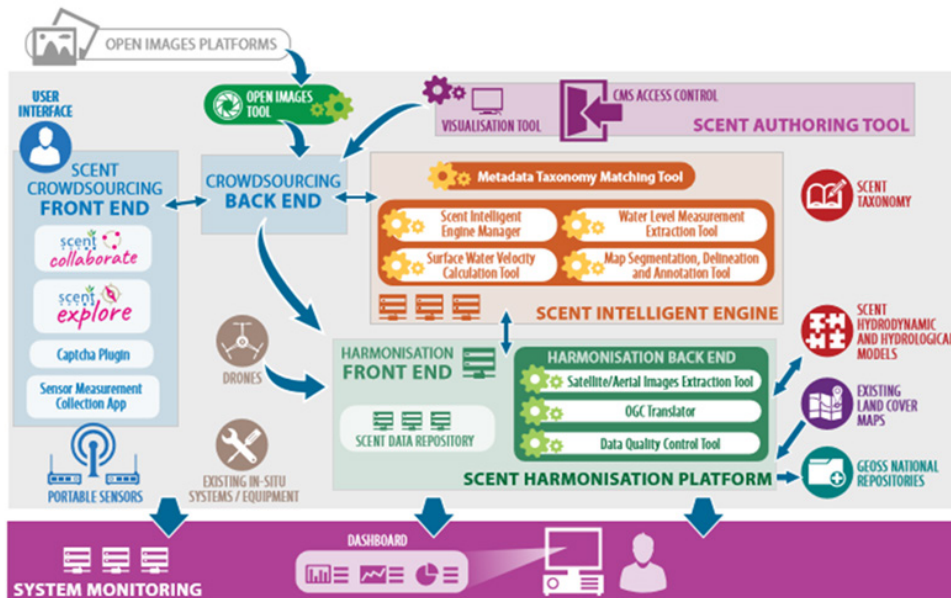 OPEN IMAGES PLATFORMS
USER
INTERFACE
OPEN IMAGES
TOOL
VISUALISATION TOOL
CMS ACCESS CONTROL
SCENT AUTHORING TOOL
SCENT
CROWDSOURCING
FRONT END
scent
collaborate
scent
explore
Captcha Plugin
Sensor Measurement
Collection App
PORTABLE SENSORS
CROWDSOURCING
BACK END
Metadata Taxonomy Matching Tool
Scent Intelligent
Engine Manager
Water Level Measurement
Extraction Tool
Surface Water Velocity
Calculation Tool
Map Segmentation, Delineation
and Annotation Tool
SCENT INTELLIGENT ENGINE
SCENT
TAXONOMY
DRONES
EXISTING IN-SITU
SYSTEMS / EQUIPMENT
HARMONISATION
FRONT END
SCENT DATA REPOSITORY
HARMONISATION BACK END
Satellite/Aerial Images Extraction Tool
OGC Translator
Data Quality Control Tool
SCENT HARMONISATION PLATFORM
SCENT
HYDRODYNAMIC
AND HYDROLOGICAL
MODELS
EXISTING
LAND COVER
MAPS
GEOSS NATIONAL
REPOSITORIES
SYSTEM MONITORING
DASHBOARD